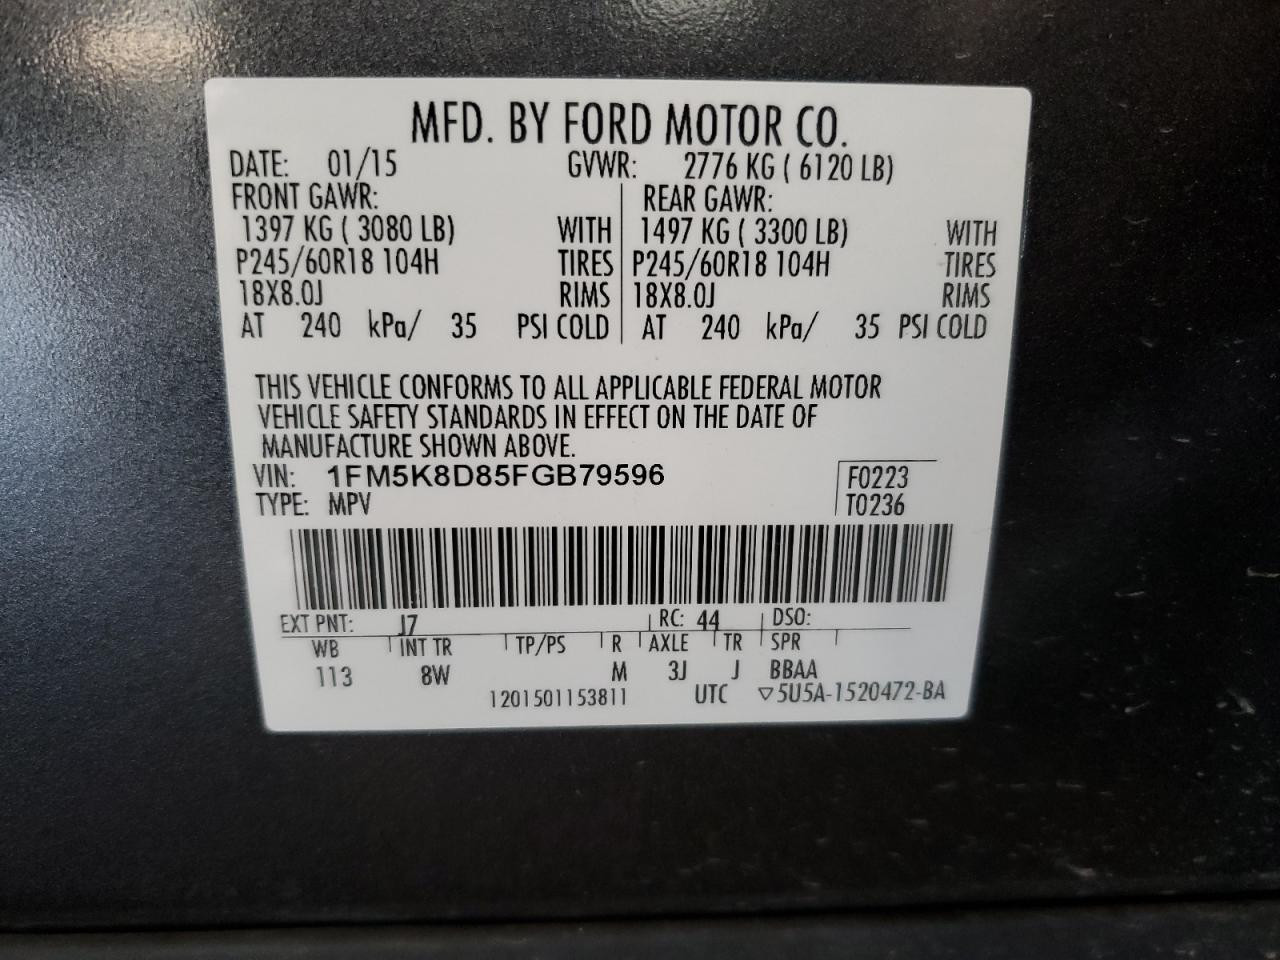 MFD. BY FORD MOTOR CO.
DATE: 01/15 GVWR: 2776 KG ( 6120 LB)
FRONT GAWR: REAR GAWR:
1397 KG ( 3080 LB) WITH 1497 KG ( 3300 LB) WITH
P245/60R18 104H TIRES P245/60R18 104H TIRES
18X8.0J RIMS 18X8.0J RIMS
AT 240 kPa/ 35 PSI COLD AT 240 kPa/ 35 PSI COLD
THIS VEHICLE CONFORMS TO ALL APPLICABLE FEDERAL MOTOR
VEHICLE SAFETY STANDARDS IN EFFECT ON THE DATE OF
MANUFACTURE SHOWN ABOVE.
VIN: 1FM5K8D85FGB79596 F0223
TYPE: MPV T0236
EXT PNT: J7 RC: 44 DSO:
WB INT TR TP/PS R AXLE TR SPR
113 8W M 3J J BBAA
1201501153811 UTC ▽5U5A-1520472-BA